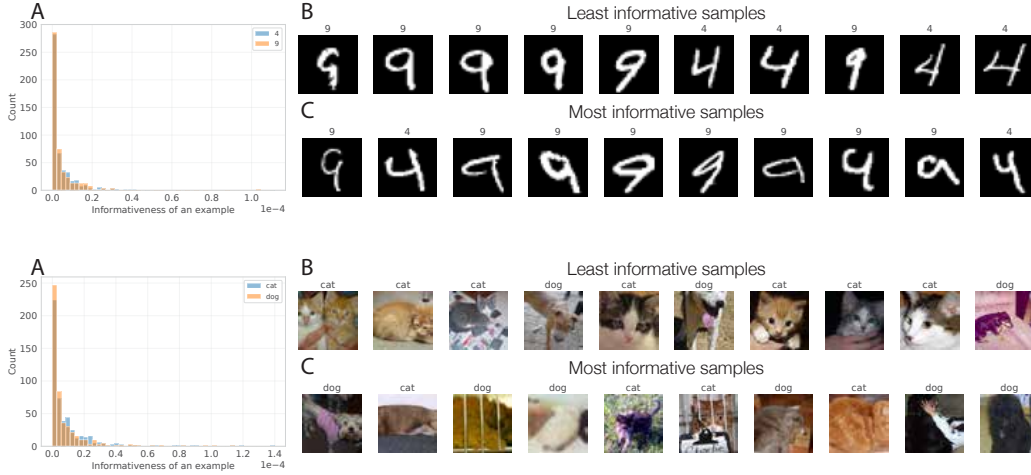 A
300
250
200
150
100
50
0
Count
4
9
0.0 0.2 0.4 0.6 0.8 1.0
Informativeness of an example
1e−4
B
Least informative samples
9 9 9 9 9 4 4 9 4 4
C
Most informative samples
9 4 9 9 9 9 9 9 9 4
A
250
200
150
100
50
0
Count
cat
dog
0.0 0.2 0.4 0.6 0.8 1.0 1.2 1.4
Informativeness of an example
1e−4
B
Least informative samples
cat cat cat dog cat dog cat cat cat dog
C
Most informative samples
dog cat dog dog cat cat dog cat dog dog